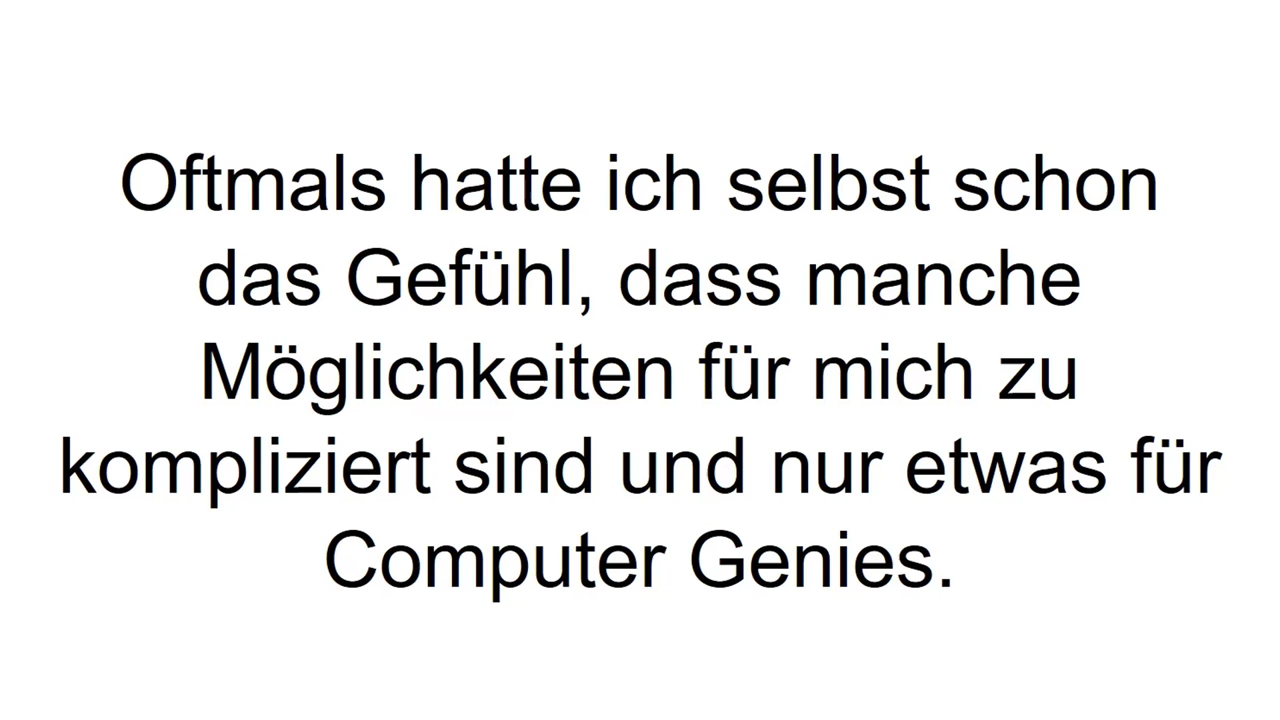 Oftmals hatte ich selbst schon
das Gefühl, dass manche
Möglichkeiten für mich zu
kompliziert sind und nur etwas für
Computer Genies.